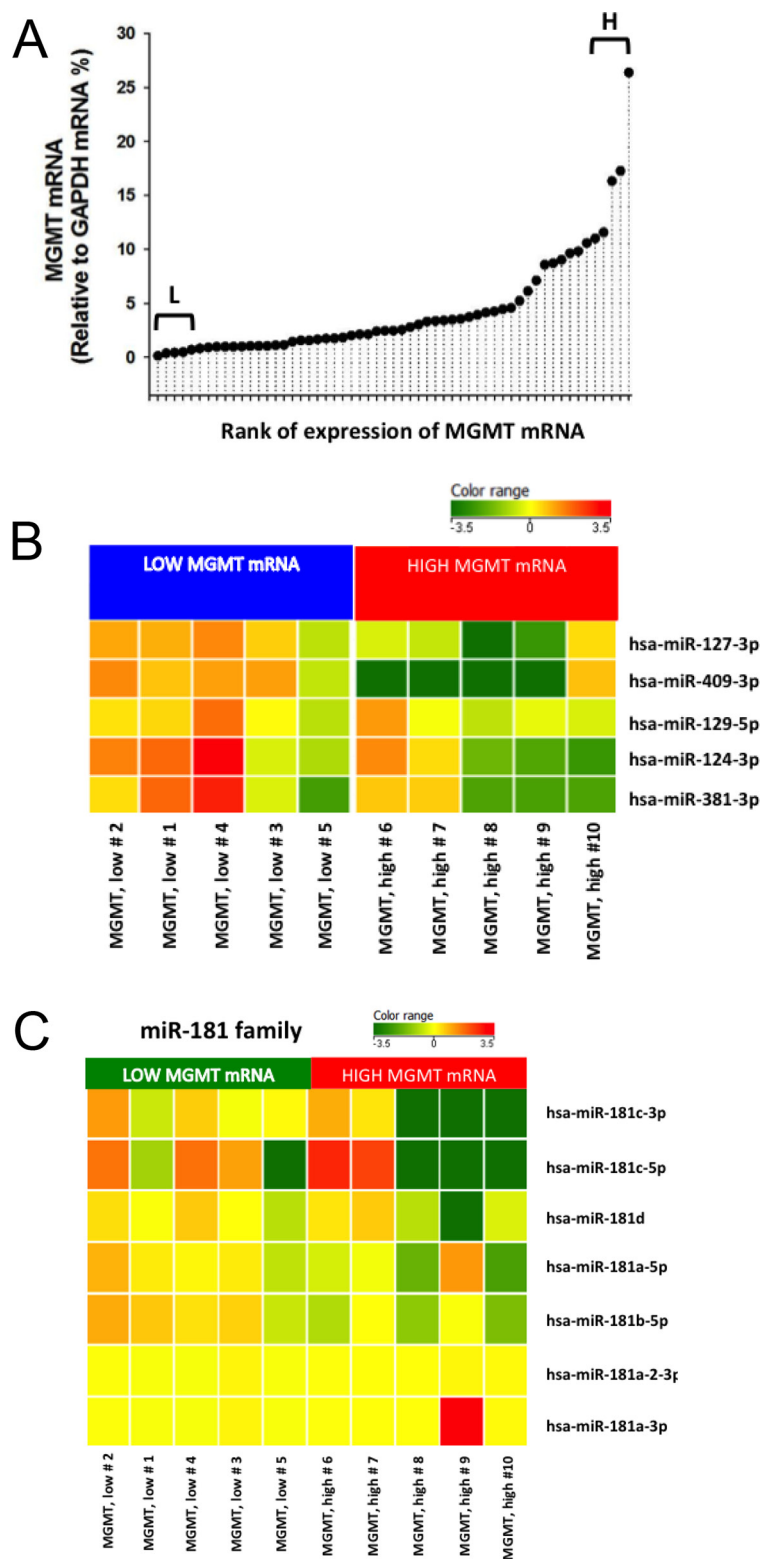 A
30
25
20
15
10
5
0
MGMT mRNA
(Relative to GAPDH mRNA %)
L
H
Rank of expression of MGMT mRNA
B
Color range
-3.5 0 3.5
LOW MGMT mRNA HIGH MGMT mRNA
hsa-miR-127-3p
hsa-miR-409-3p
hsa-miR-129-5p
hsa-miR-124-3p
hsa-miR-381-3p
MGMT, low # 2
MGMT, low # 1
MGMT, low # 4
MGMT, low # 3
MGMT, low # 5
MGMT, high # 6
MGMT, high # 7
MGMT, high # 8
MGMT, high # 9
MGMT, high #10
C
miR-181 family
Color range
-3.5 0 3.5
LOW MGMT mRNA HIGH MGMT mRNA
hsa-miR-181c-3p
hsa-miR-181c-5p
hsa-miR-181d
hsa-miR-181a-5p
hsa-miR-181b-5p
hsa-miR-181a-2-3p
hsa-miR-181a-3p
MGMT, low # 2
MGMT, low # 1
MGMT, low # 4
MGMT, low # 3
MGMT, low # 5
MGMT, high # 6
MGMT, high # 7
MGMT, high # 8
MGMT, high # 9
MGMT, high #10